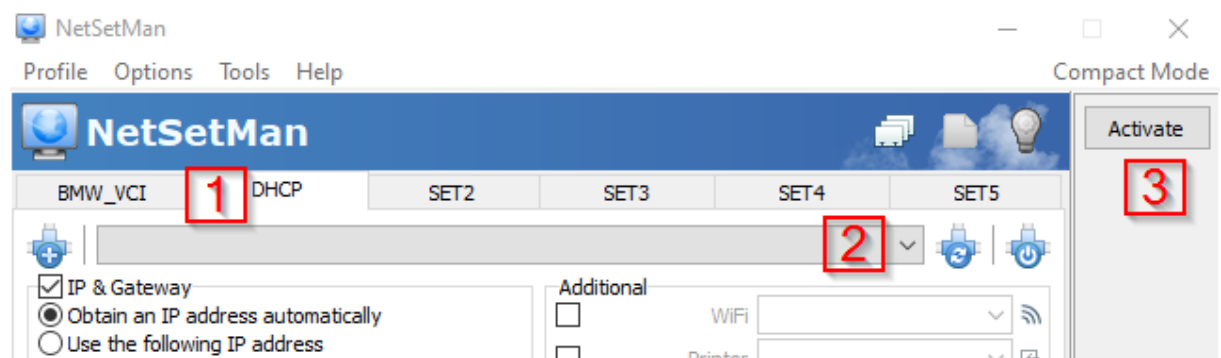 NetSetMan
Profile Options Tools Help Compact Mode
NetSetMan
Activate
BMW_VCI 1 DHCP SET2 SET3 SET4 SET5
3
2
IP & Gateway
Additional
Obtain an IP address automatically
WiFi
Use the following IP address
Printer